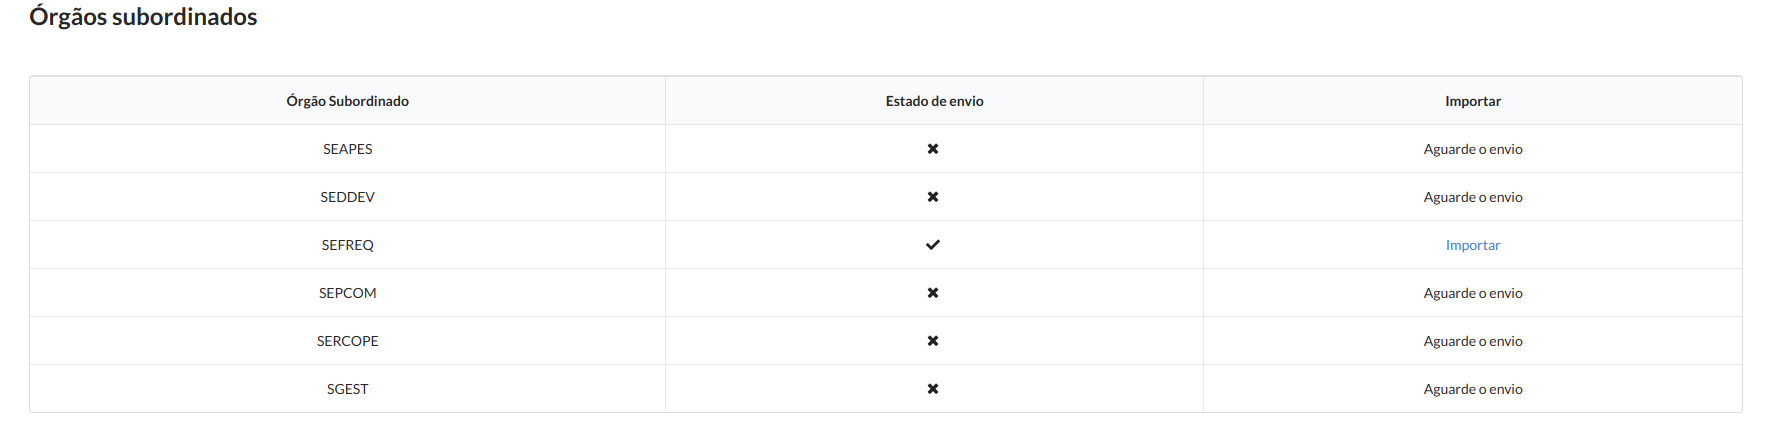 Órgãos subordinados
Órgão Subordinado Estado de envio Importar
SEAPES ✖ Aguarde o envio
SEDDEV ✖ Aguarde o envio
SEFREQ ✔ Importar
SEPCOM ✖ Aguarde o envio
SERCOPE ✖ Aguarde o envio
SGEST ✖ Aguarde o envio